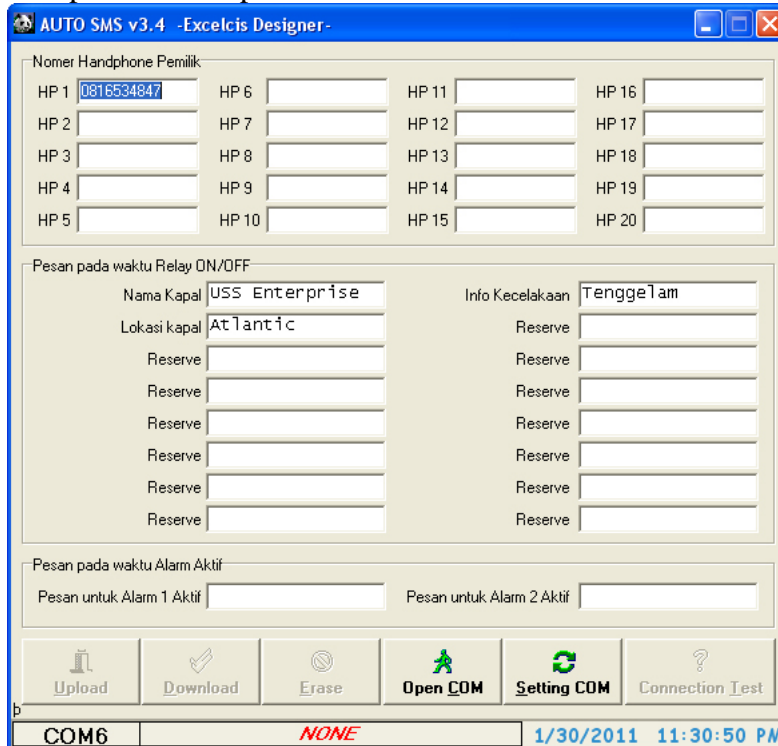 AUTO SMS v3.4 -Excelcis Designer-
Nomer Handphone Pemilik
HP 1 0816534847 HP 6 HP 11 HP 16
HP 2 HP 7 HP 12 HP 17
HP 3 HP 8 HP 13 HP 18
HP 4 HP 9 HP 14 HP 19
HP 5 HP 10 HP 15 HP 20
Pesan pada waktu Relay ON/OFF
Nama Kapal USS Enterprise Info Kecelakaan Tenggelam
Lokasi kapal Atlantic Reserve
Reserve Reserve
Reserve Reserve
Reserve Reserve
Reserve Reserve
Reserve Reserve
Reserve Reserve
Pesan pada waktu Alarm Aktif
Pesan untuk Alarm 1 Aktif Pesan untuk Alarm 2 Aktif
Upload Download Erase Open COM Setting COM Connection Test
þ
COM6 NONE 1/30/2011 11:30:50 PM